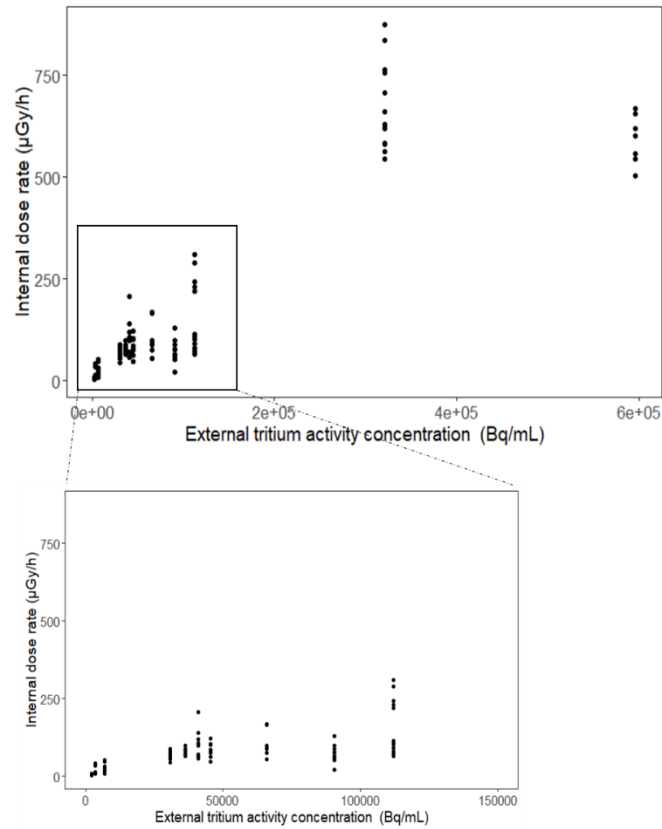 Internal dose rate (µGy/h)
750
500
250
0
0e+00
2e+05
4e+05
6e+05
External tritium activity concentration (Bq/mL)
Internal dose rate (µGy/h)
750
500
250
0
0
50000
100000
150000
External tritium activity concentration (Bq/mL)